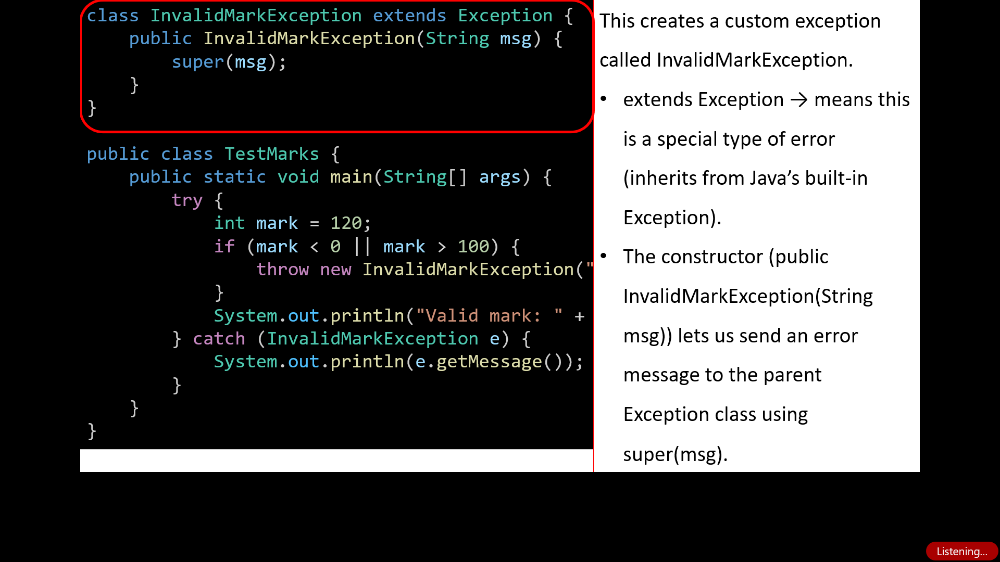 class InvalidMarkException extends Exception {
    public InvalidMarkException(String msg) {
        super(msg);
    }
}
public class TestMarks {
    public static void main(String[] args) {
        try {
            int mark = 120;
            if (mark < 0 || mark > 100) {
                throw new InvalidMarkException("
            }
            System.out.println("Valid mark: " +
        } catch (InvalidMarkException e) {
            System.out.println(e.getMessage());
        }
    }
}
This creates a custom exception
called InvalidMarkException.
• extends Exception → means this
is a special type of error
(inherits from Java’s built-in
Exception).
• The constructor (public
InvalidMarkException(String
msg)) lets us send an error
message to the parent
Exception class using
super(msg).
Listening...